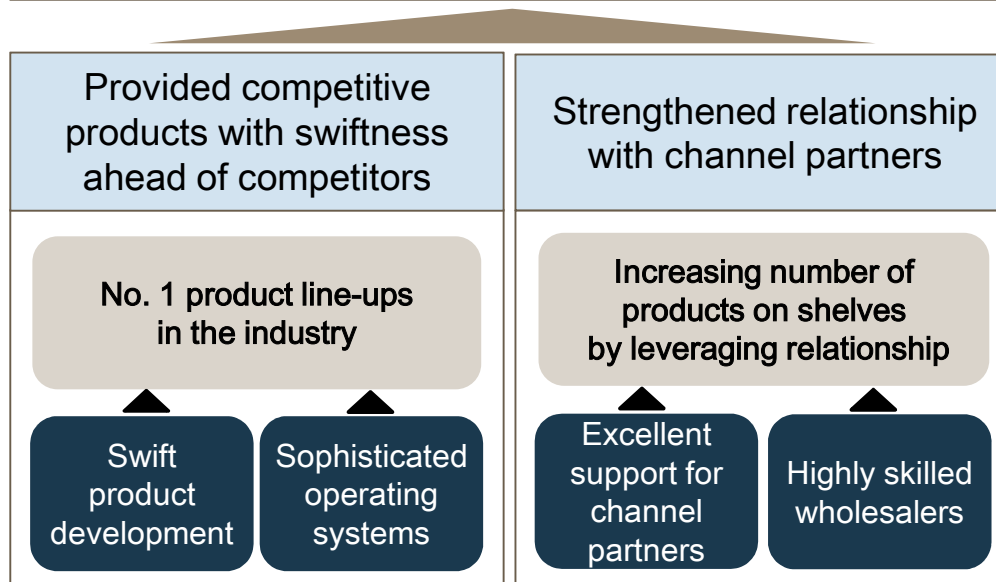 Provided competitive
products with swiftness
ahead of competitors
No. 1 product line-ups
in the industry
Swift
product
development
Sophisticated
operating
systems
Strengthened relationship
with channel partners
Increasing number of
products on shelves
by leveraging relationship
Excellent
support for
channel
partners
Highly skilled
wholesalers